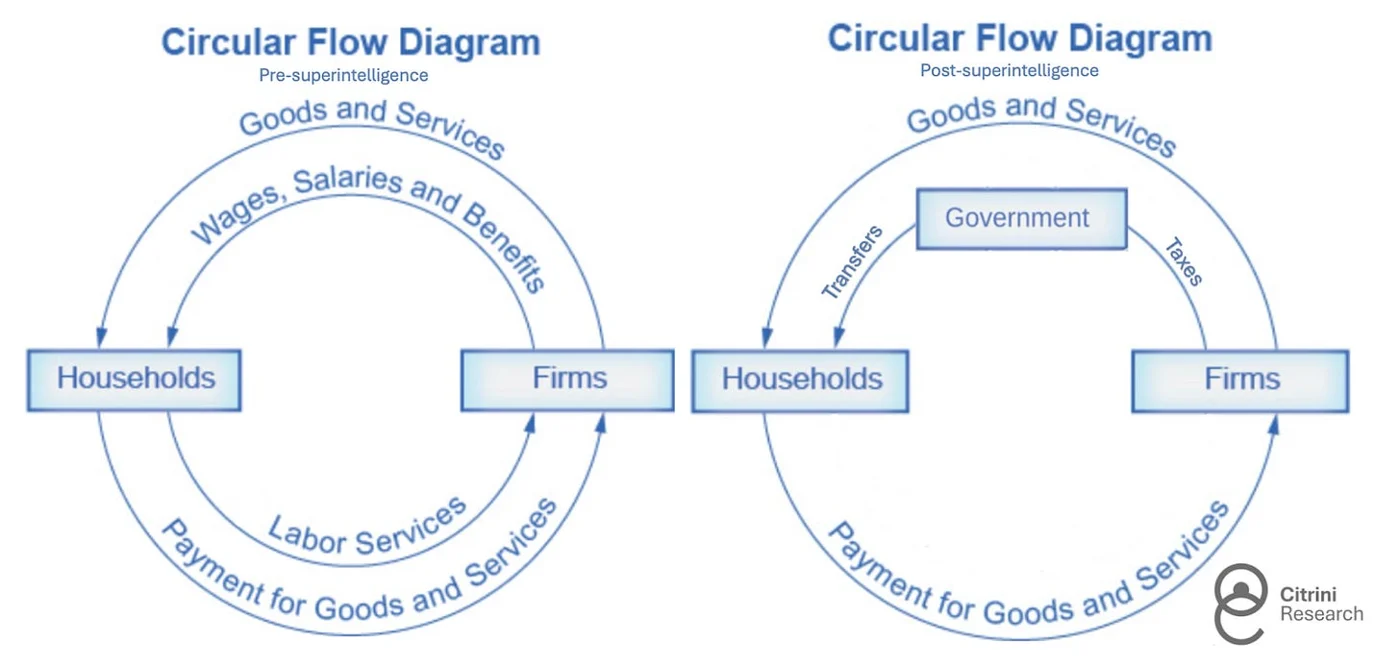 Circular Flow Diagram
Pre-superintelligence
Goods and Services
Wages, Salaries and Benefits
Households
Firms
Labor Services
Payment for Goods and Services
Circular Flow Diagram
Post-superintelligence
Goods and Services
Government
Transfers
Taxes
Households
Firms
Payment for Goods and Services
Citrini
Research